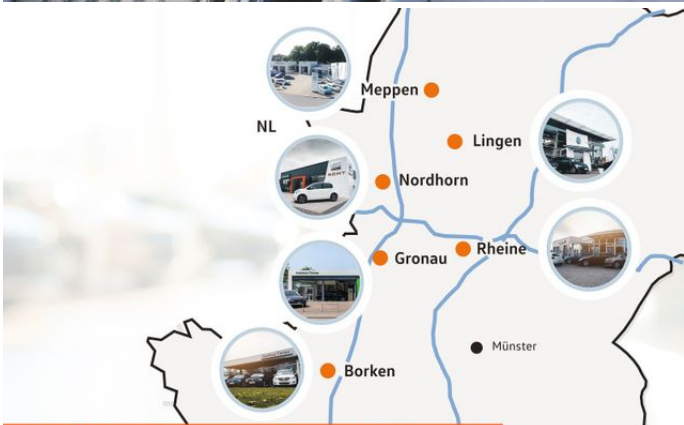 Meppen
NL
Lingen
Nordhorn
Gronau
Rheine
Münster
Borken